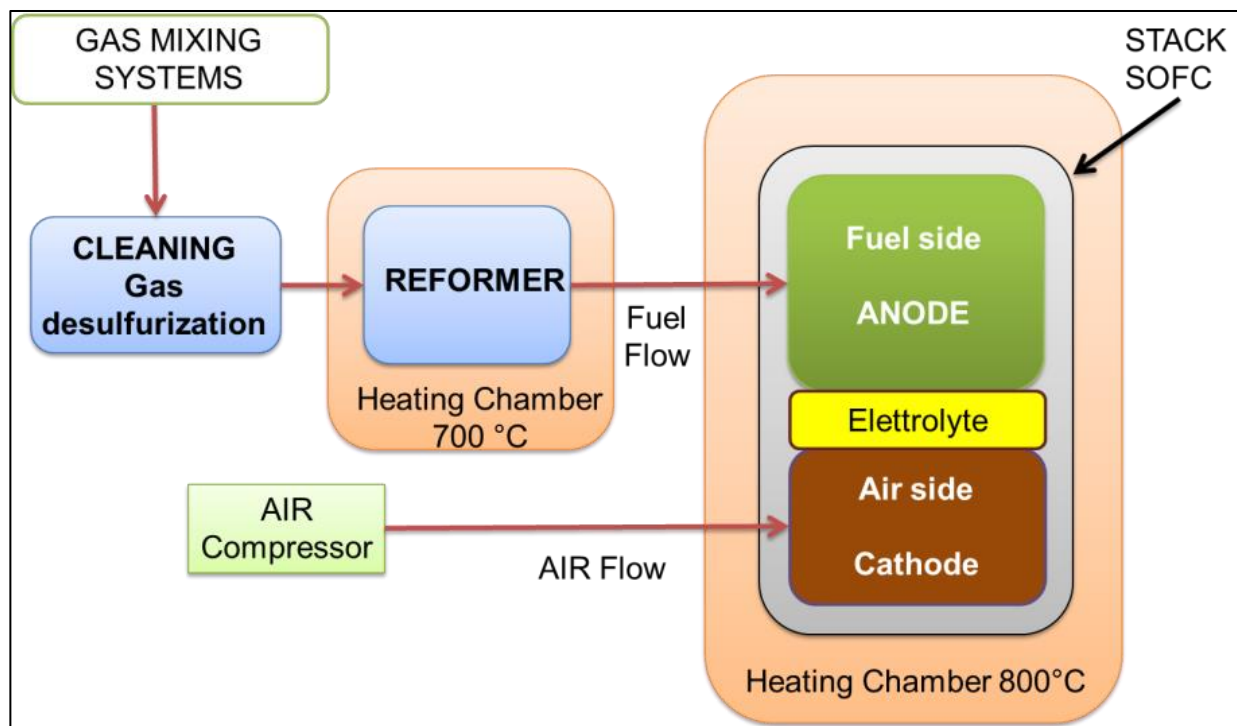 GAS MIXING
SYSTEMS
STACK
SOFC
CLEANING
Gas
desulfurization
REFORMER
Heating Chamber
700 °C
Fuel
Flow
Fuel side
ANODE
Elettrolyte
Air side
Cathode
AIR
Compressor
AIR Flow
Heating Chamber 800°C